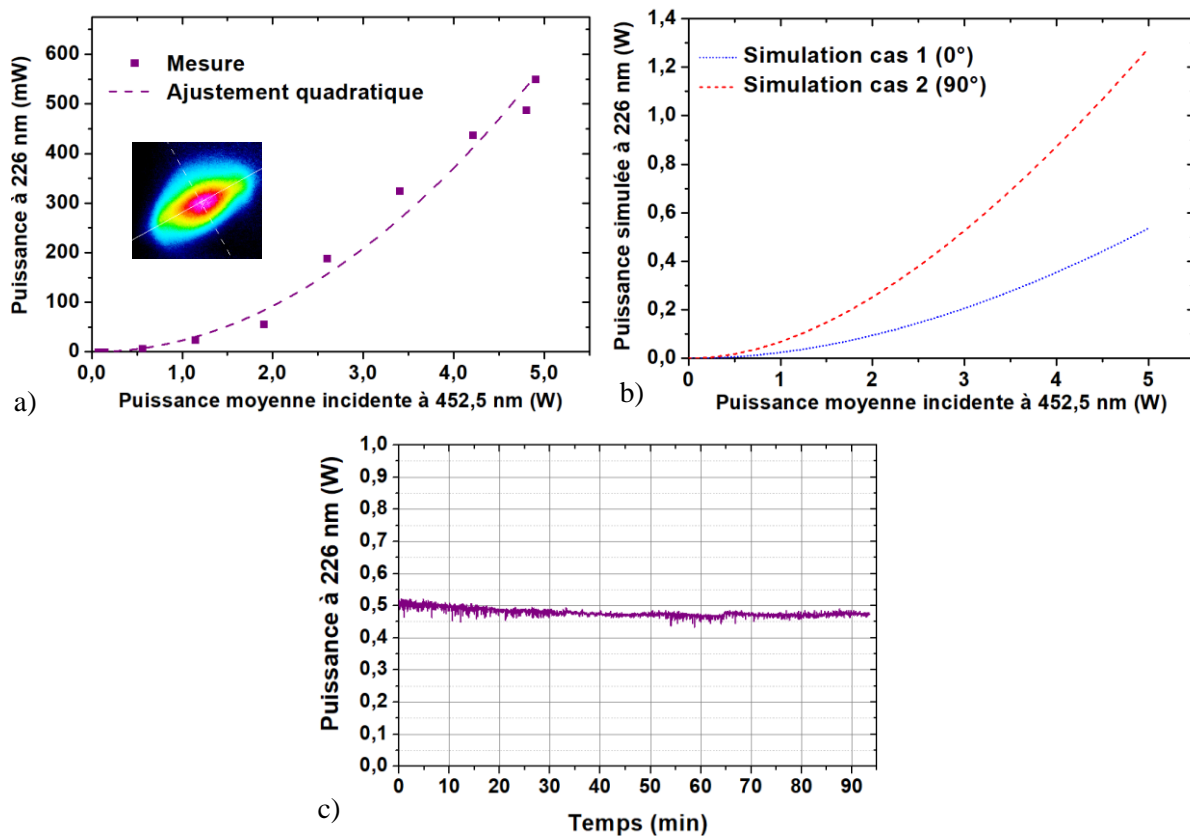 600
500
400
300
200
100
0
0,0 1,0 2,0 3,0 4,0 5,0
Puissance à 226 nm (mW)
Mesure
Ajustement quadratique
Puissance moyenne incidente à 452,5 nm (W)
a)
1,4
1,2
1,0
0,8
0,6
0,4
0,2
0,0
0 1 2 3 4 5
Puissance simulée à 226 nm (W)
Simulation cas 1 (0°)
Simulation cas 2 (90°)
Puissance moyenne incidente à 452,5 nm (W)
b)
1,0
0,9
0,8
0,7
0,6
0,5
0,4
0,3
0,2
0,1
0,0
0 10 20 30 40 50 60 70 80 90
Puissance à 226 nm (W)
Temps (min)
c)